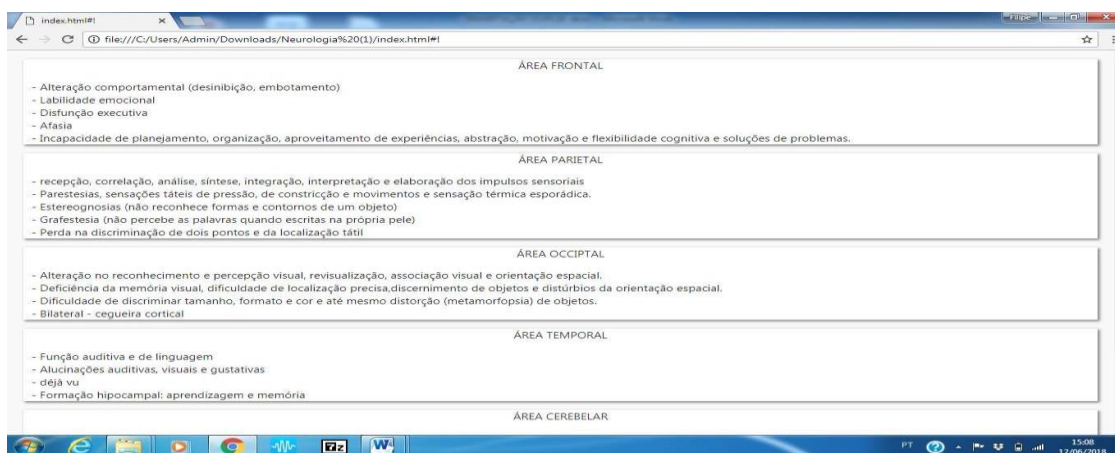 index.html#!
Filipe
file:///C:/Users/Admin/Downloads/Neurologia%20(1)/index.html#!
ÁREA FRONTAL
- Alteração comportamental (desinibição, embotamento)
- Labilidade emocional
- Disfunção executiva
- Afasia
- Incapacidade de planejamento, organização, aproveitamento de experiências, abstração, motivação e flexibilidade cognitiva e soluções de problemas.
ÁREA PARIETAL
- recepção, correlação, análise, síntese, integração, interpretação e elaboração dos impulsos sensoriais
- Parestesias, sensações táteis de pressão, de constricção e movimentos e sensação térmica esporádica.
- Estereognosias (não reconhece formas e contornos de um objeto)
- Grafestesia (não percebe as palavras quando escritas na própria pele)
- Perda na discriminação de dois pontos e da localização tátil
ÁREA OCCIPTAL
- Alteração no reconhecimento e percepção visual, revisualização, associação visual e orientação espacial.
- Deficiência da memória visual, dificuldade de localização precisa,discernimento de objetos e distúrbios da orientação espacial.
- Dificuldade de discriminar tamanho, formato e cor e até mesmo distorção (metamorfopsia) de objetos.
- Bilateral - cegueira cortical
ÁREA TEMPORAL
- Função auditiva e de linguagem
- Alucinações auditivas, visuais e gustativas
- déjà vu
- Formação hipocampal: aprendizagem e memória
ÁREA CEREBELAR
7z
W
PT
15:08
12/06/2018